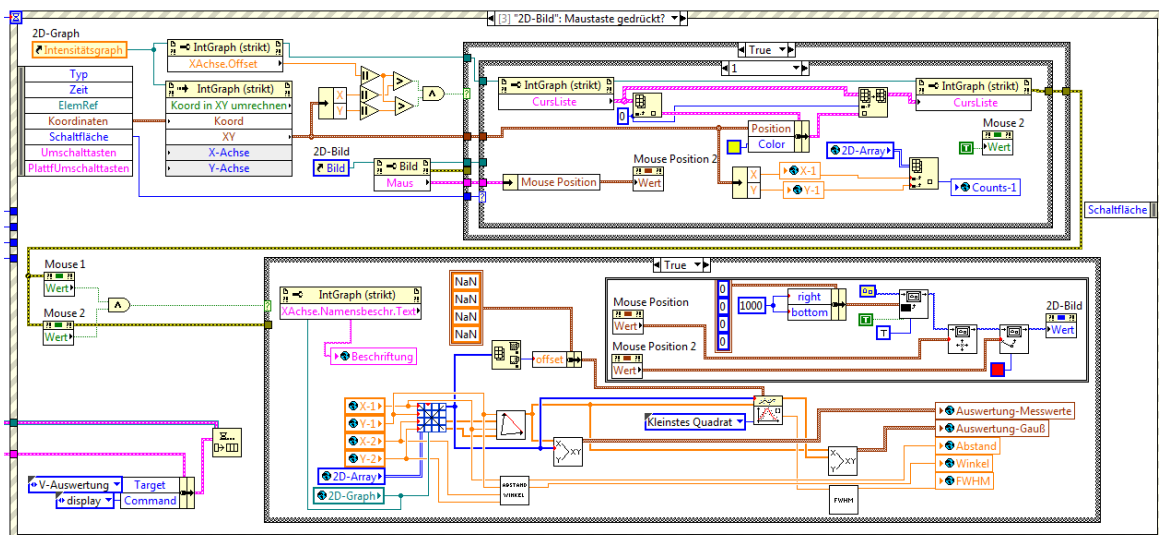 [3] "2D-Bild": Maustaste gedrückt?
2D-Graph
Intensitätsgraph
IntGraph (strikt)
XAchse.Offset
IntGraph (strikt)
Koord in XY umrechnen
Koord
XY
X-Achse
Y-Achse
Typ
Zeit
ElemRef
Koordinaten
Schaltfläche
Umschalttasten
PlattfUmschalttasten
X
Y
2D-Bild
Bild
Bild
Maus
True
1
IntGraph (strikt)
CursListe
0
IntGraph (strikt)
CursListe
Position
Color
Mouse 2
T
Wert
2D-Array
Mouse Position 2
Mouse Position
Wert
X
Y
X-1
Y-1
Counts-1
Schaltfläche
Mouse 1
Wert
Mouse 2
Wert
True
IntGraph (strikt)
XAchse.Namensbeschr.Text
Beschriftung
NaN
NaN
NaN
NaN
offset
Mouse Position
Wert
Mouse Position 2
Wert
0
0
0
0
1000
right
bottom
T
T
2D-Bild
Wert
X-1
Y-1
X-2
Y-2
2D-Array
2D-Graph
Kleinstes Quadrat
X
Y
XY
X
Y
XY
ABSTAND
WINKEL
FWHM
Auswertung-Messwerte
Auswertung-Gauß
Abstand
Winkel
FWHM
V-Auswertung
Target
display
Command